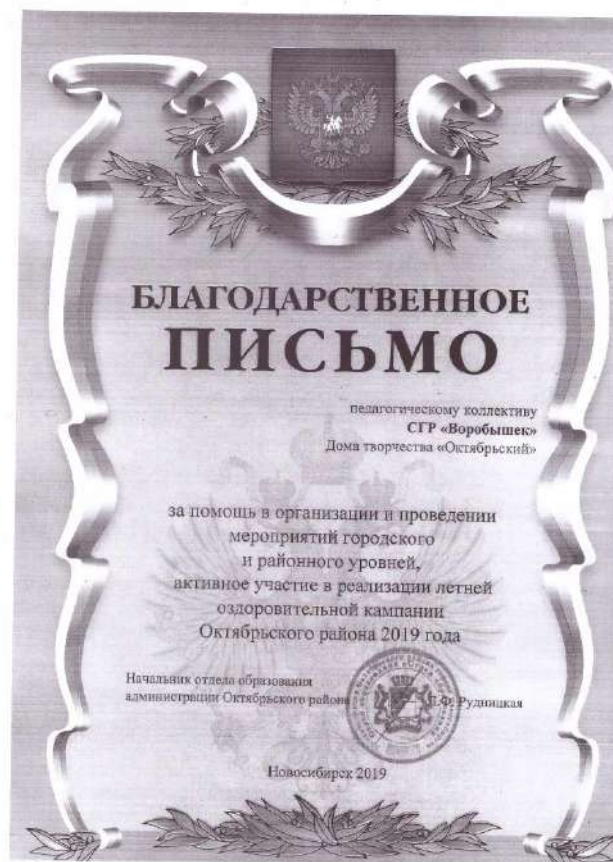 БЛАГОДАРСТВЕННОЕ
ПИСЬМО
педагогическому коллективу
СГР «Воробышек»
Дома творчества «Октябрьский»
за помощь в организации и проведении
мероприятий городского
и районного уровней,
активное участие в реализации летней
оздоровительной кампании
Октябрьского района 2019 года
Начальник отдела образования
администрации Октябрьского района
Рудницкая
Новосибирск 2019